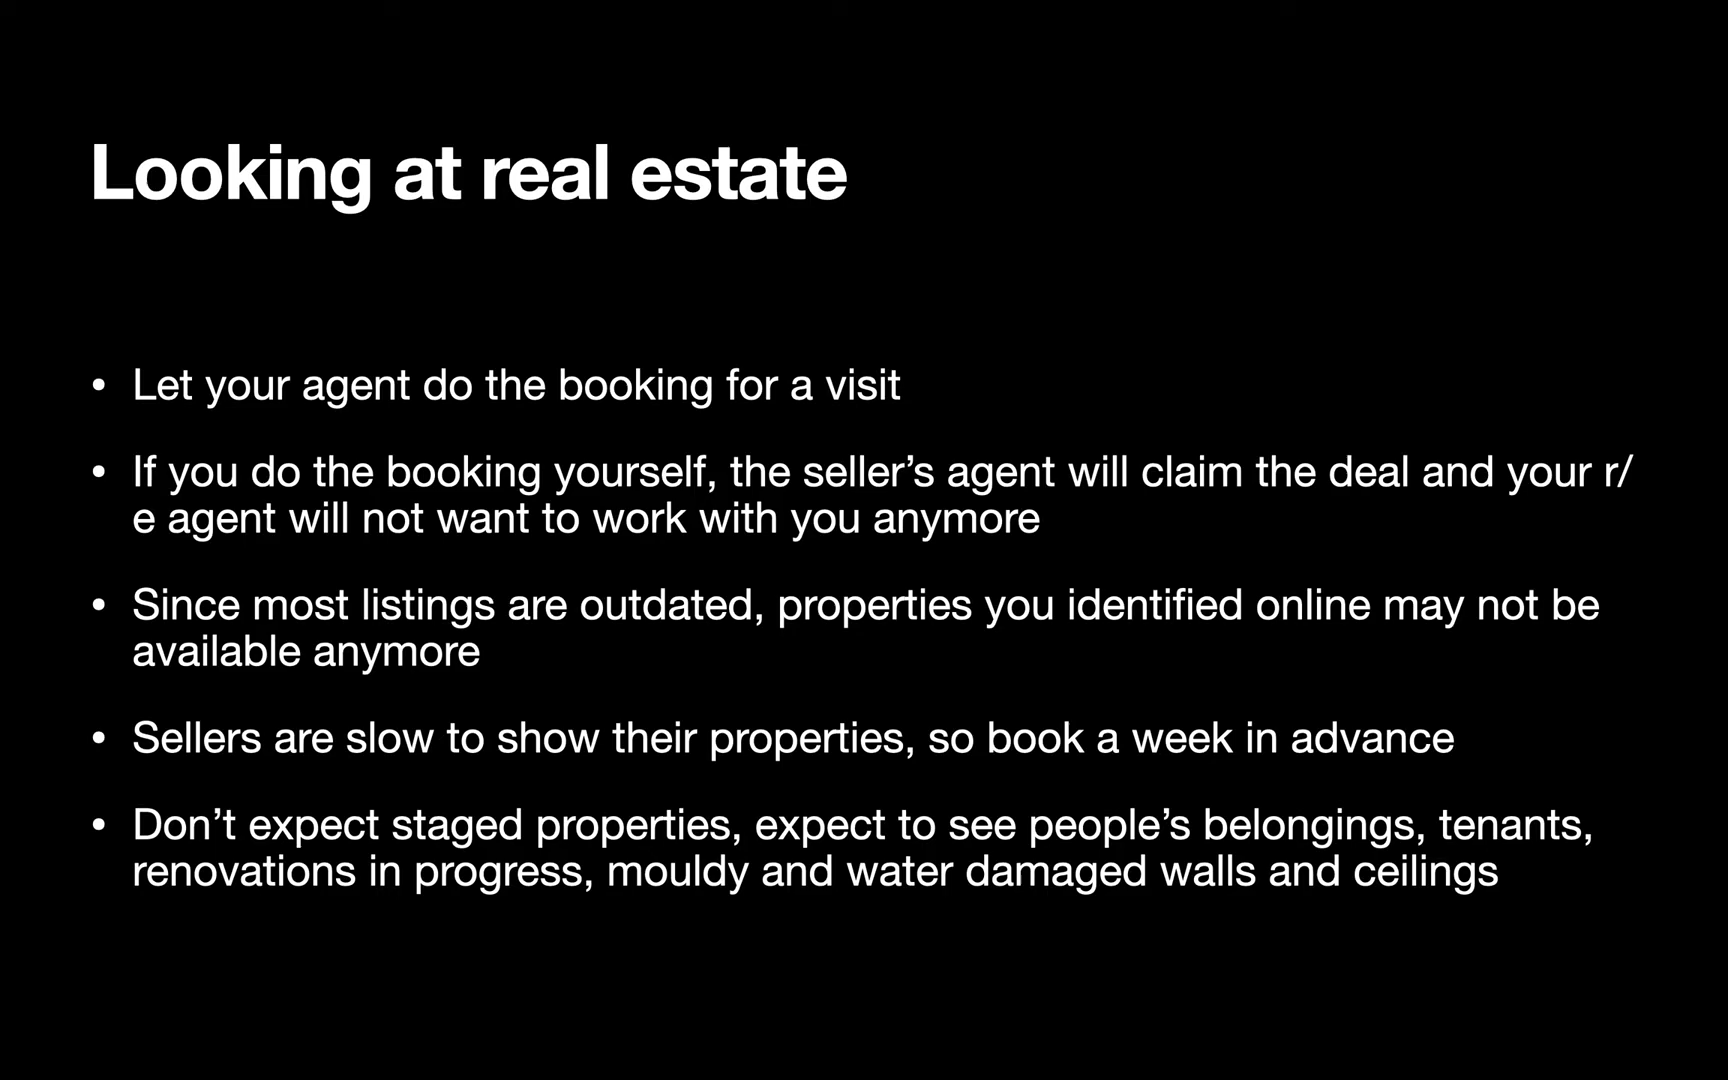 Looking at real estate
• Let your agent do the booking for a visit
• If you do the booking yourself, the seller’s agent will claim the deal and your r/
e agent will not want to work with you anymore
• Since most listings are outdated, properties you identified online may not be
available anymore
• Sellers are slow to show their properties, so book a week in advance
• Don’t expect staged properties, expect to see people’s belongings, tenants,
renovations in progress, mouldy and water damaged walls and ceilings